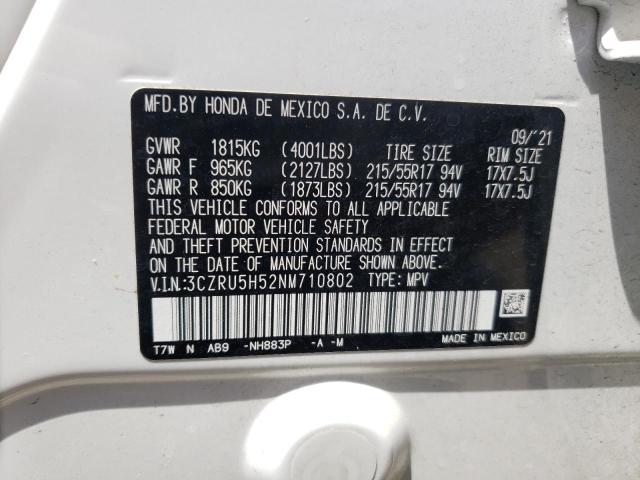 MFD.BY HONDA DE MEXICO S.A. DE C.V.
09/'21
GVWR 1815KG (4001LBS) TIRE SIZE RIM SIZE
GAWR F 965KG (2127LBS) 215/55R17 94V 17X7.5J
GAWR R 850KG (1873LBS) 215/55R17 94V 17X7.5J
THIS VEHICLE CONFORMS TO ALL APPLICABLE
FEDERAL MOTOR VEHICLE SAFETY
AND THEFT PREVENTION STANDARDS IN EFFECT
ON THE DATE OF MANUFACTURE SHOWN ABOVE.
V.I.N.:3CZRU5H52NM710802 TYPE: MPV
T7W N AB9 -NH883P -A -M MADE IN MEXICO